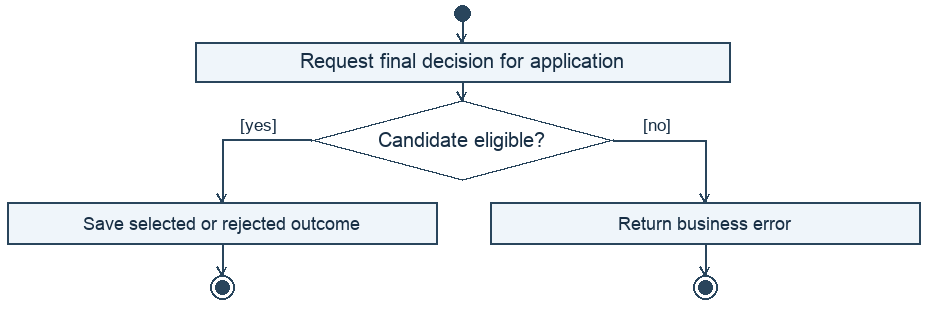 Request final decision for application
Candidate eligible?
[yes]
[no]
Save selected or rejected outcome
Return business error